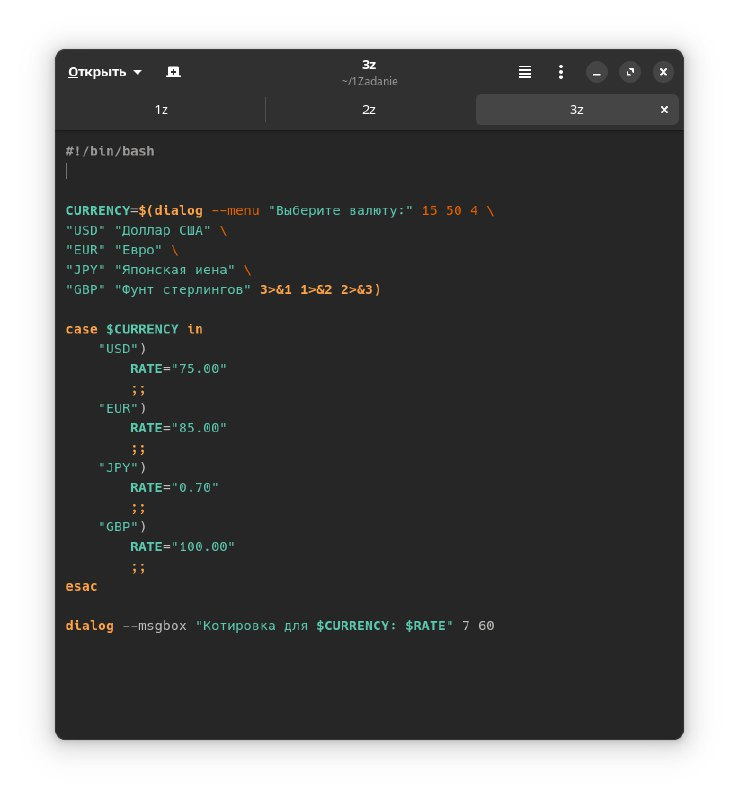 Открыть
3z
~/1Zadanie
1z
2z
3z
#!/bin/bash
CURRENCY=$(dialog --menu "Выберите валюту:" 15 50 4 \
"USD" "Доллар США" \
"EUR" "Евро" \
"JPY" "Японская иена" \
"GBP" "Фунт стерлингов" 3>&1 1>&2 2>&3)
case $CURRENCY in
    "USD")
        RATE="75.00"
        ;;
    "EUR")
        RATE="85.00"
        ;;
    "JPY")
        RATE="0.70"
        ;;
    "GBP")
        RATE="100.00"
        ;;
esac
dialog --msgbox "Котировка для $CURRENCY: $RATE" 7 60